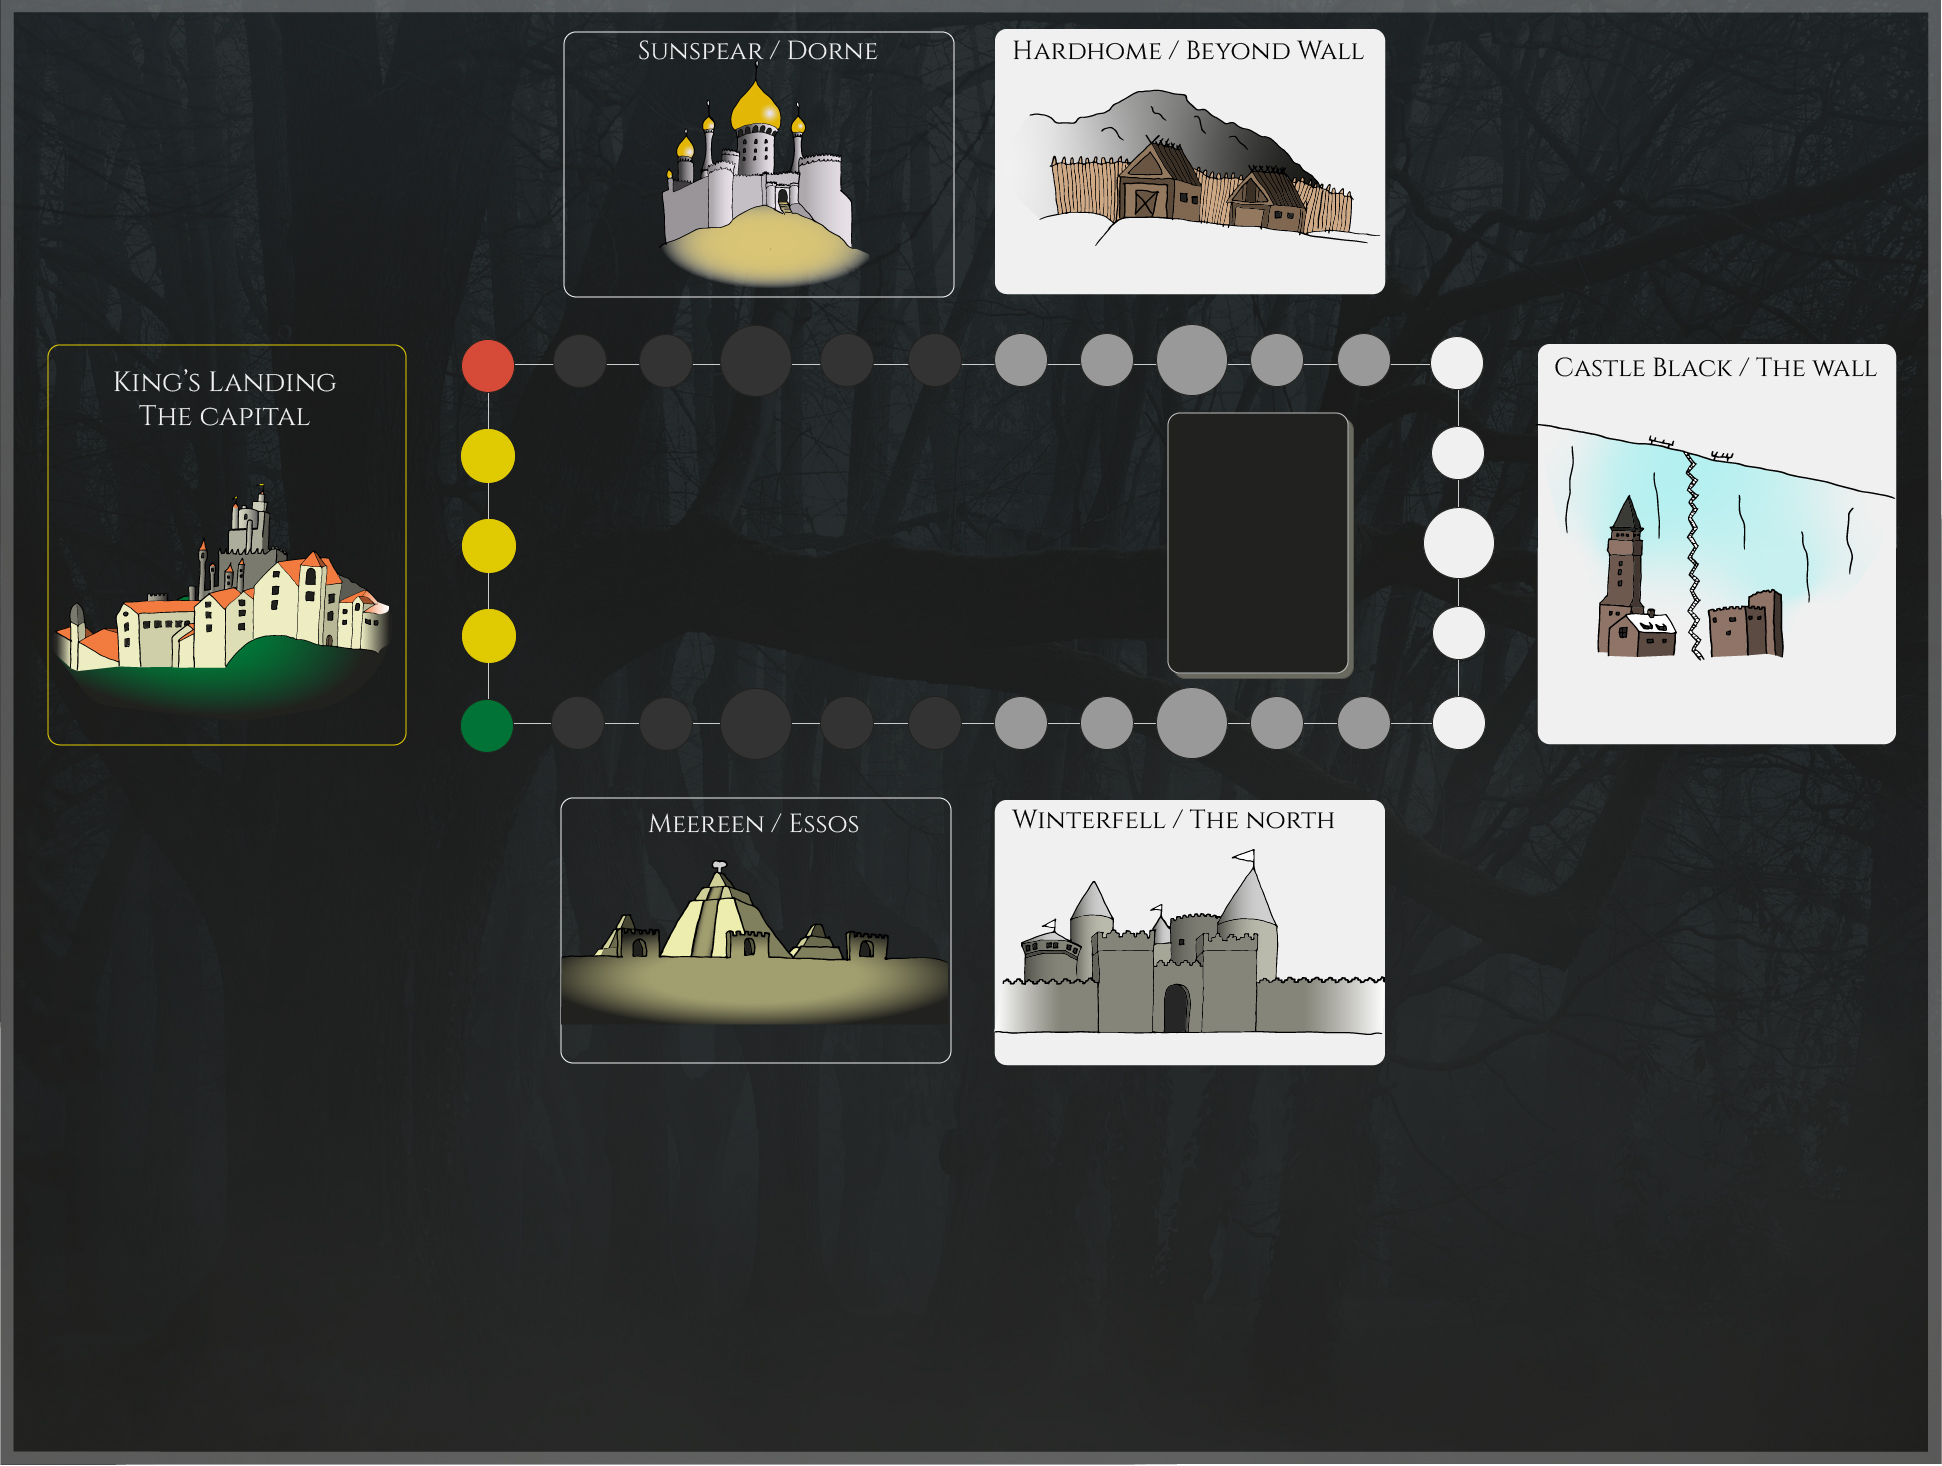 Sunspear / Dorne
Hardhome / Beyond Wall
King's Landing
The capital
Castle Black / The wall
Meereen / Essos
Winterfell / The north